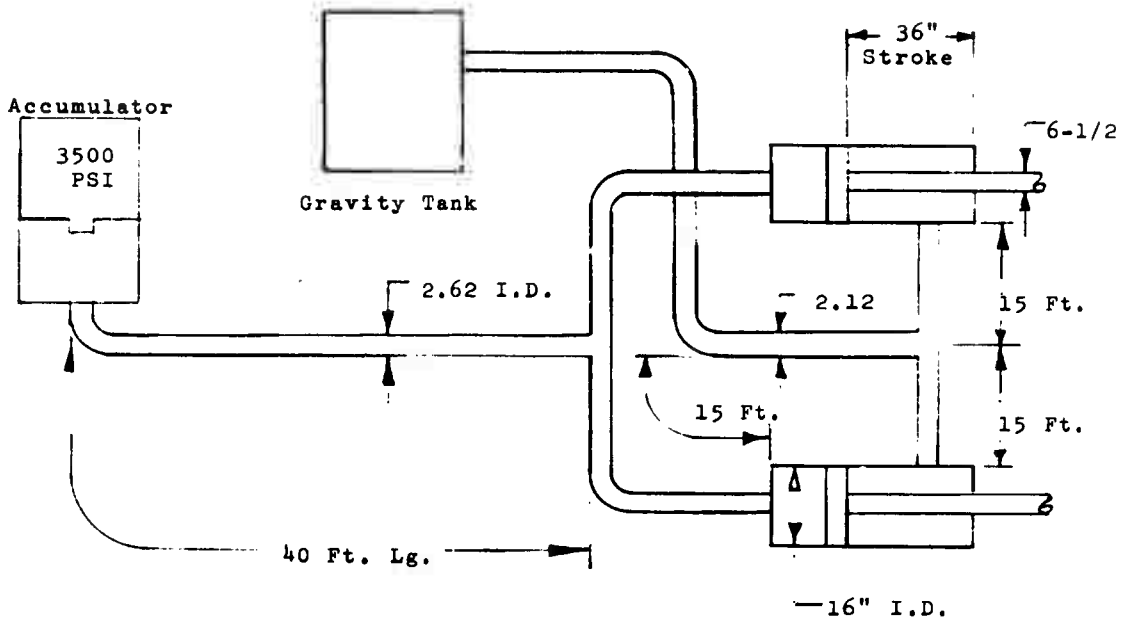 36"
Stroke
Accumulator
3500
PSI
6-1/2
Gravity Tank
2.62 I.D.
2.12
15 Ft.
15 Ft.
15 Ft.
40 Ft. Lg.
16" I.D.